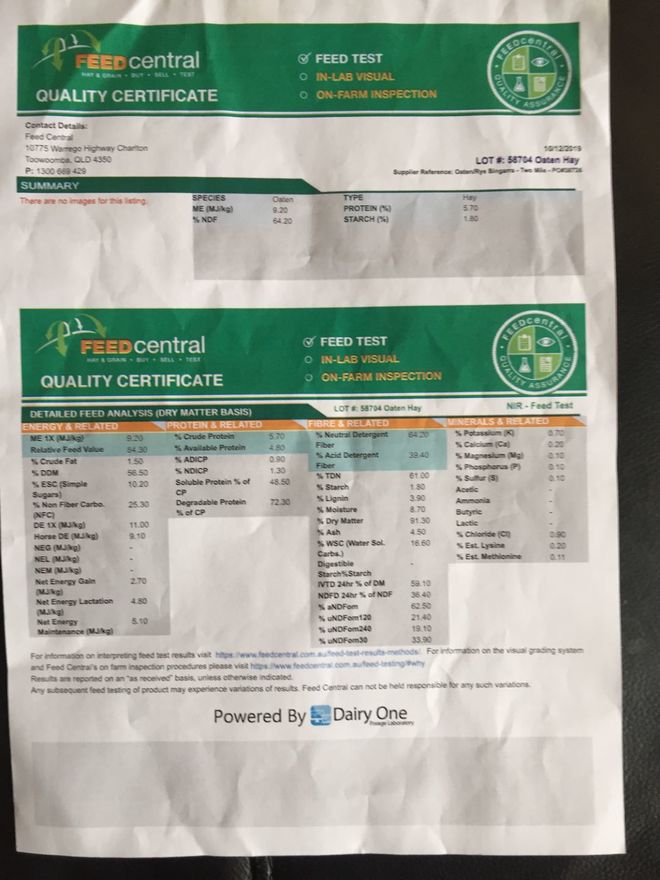 FEEDcentral
HAY & GRAIN • BUY • SELL • TEST
QUALITY CERTIFICATE
FEED TEST
IN-LAB VISUAL
ON-FARM INSPECTION
FEEDcentral
QUALITY ASSURANCE
Contact Details:
Feed Central
10775 Warrego Highway Charlton
Toowoomba, QLD 4350
P: 1300 669 429
16/12/2019
LOT #: 58704 Oaten Hay
Supplier Reference: Oaten/Rye Bingarra - Two Mile -
SUMMARY
There are no images for this listing.
SPECIES Oaten TYPE Hay
ME (MJ/kg) 9.20 PROTEIN (%) 5.70
% NDF 64.20 STARCH (%) 1.80
FEEDcentral
HAY & GRAIN • BUY • SELL • TEST
QUALITY CERTIFICATE
FEED TEST
IN-LAB VISUAL
ON-FARM INSPECTION
FEEDcentral
QUALITY ASSURANCE
DETAILED FEED ANALYSIS (DRY MATTER BASIS) LOT #: 58704 Oaten Hay NIR - Feed Test
ENERGY & RELATED
ME 1X (MJ/kg) 9.20
Relative Feed Value 84.30
% Crude Fat 1.50
% DDM 56.50
% ESC (Simple
Sugars) 10.20
% Non Fiber Carbo.
(NFC) 25.30
DE 1X (MJ/kg) 11.00
Horse DE (MJ/kg) 9.10
NEG (MJ/kg) -
NEL (MJ/kg) -
NEM (MJ/kg) -
Net Energy Gain
(MJ/kg) 2.70
Net Energy Lactation
(MJ/kg) 4.80
Net Energy
Maintenance (MJ/kg) 5.10
PROTEIN & RELATED
% Crude Protein 5.70
% Available Protein 4.80
% ADICP 0.90
% NDICP 1.30
Soluble Protein % of
CP 48.50
Degradable Protein
% of CP 72.30
FIBRE & RELATED
% Neutral Detergent
Fiber 64.20
% Acid Detergent
Fiber 39.40
% TDN 61.00
% Starch 1.80
% Lignin 3.90
% Moisture 8.70
% Dry Matter 91.30
% Ash 4.50
% WSC (Water Sol.
Carbs.) 16.60
Digestible
Starch%Starch -
IVTD 24hr % of DM 59.10
NDFD 24hr % of NDF 36.40
% aNDFom 62.50
% uNDFom120 21.40
% uNDFom240 19.10
% uNDFom30 33.90
MINERALS & RELATED
% Potassium (K) 0.70
% Calcium (Ca) 0.20
% Magnesium (Mg) 0.10
% Phosphorus (P) 0.10
% Sulfur (S) 0.10
Acetic -
Ammonia -
Butyric -
Lactic -
% Chloride (Cl) 0.90
% Est. Lysine 0.20
% Est. Methionine 0.11
For information on interpreting feed test results visit https://www.feedcentral.com.au/feed-test-results-methods/. For information on the visual grading system
and Feed Central's on farm inspection procedures please visit https://www.feedcentral.com.au/feed-testing/#why
Results are reported on an "as received" basis, unless otherwise indicated.
Any subsequent feed testing of product may experience variations of results. Feed Central can not be held responsible for any such variations.
Powered By Dairy One
Forage Laboratory